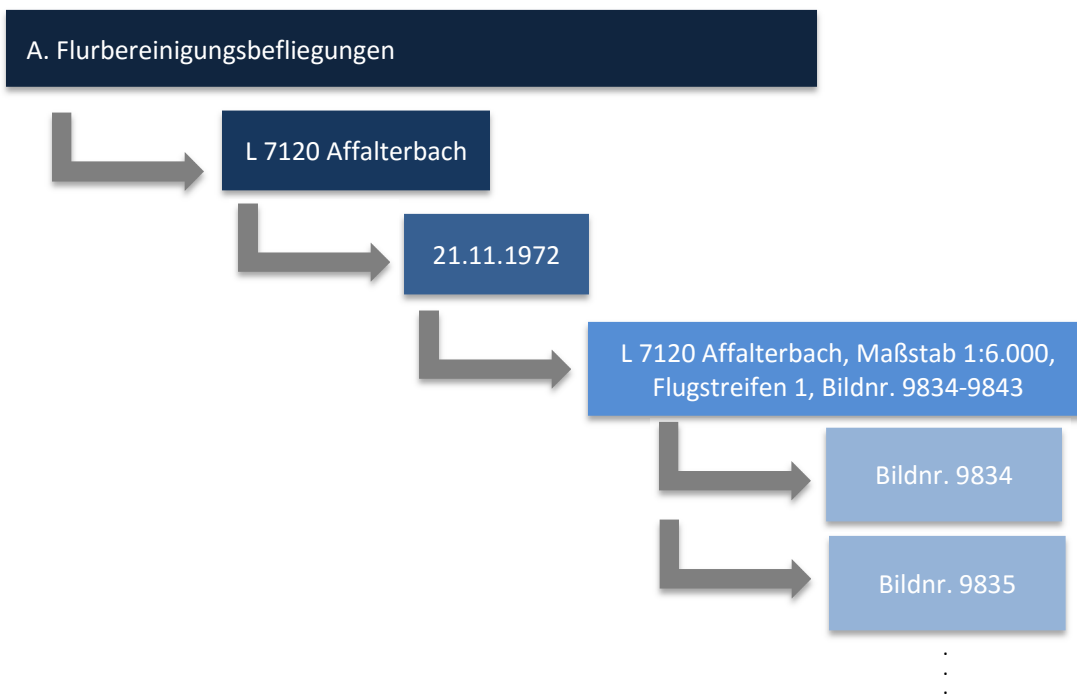 A. Flurbereinigungsbefliegungen
L 7120 Affalterbach
21.11.1972
L 7120 Affalterbach, Maßstab 1:6.000,
Flugstreifen 1, Bildnr. 9834-9843
Bildnr. 9834
Bildnr. 9835
.
.
.